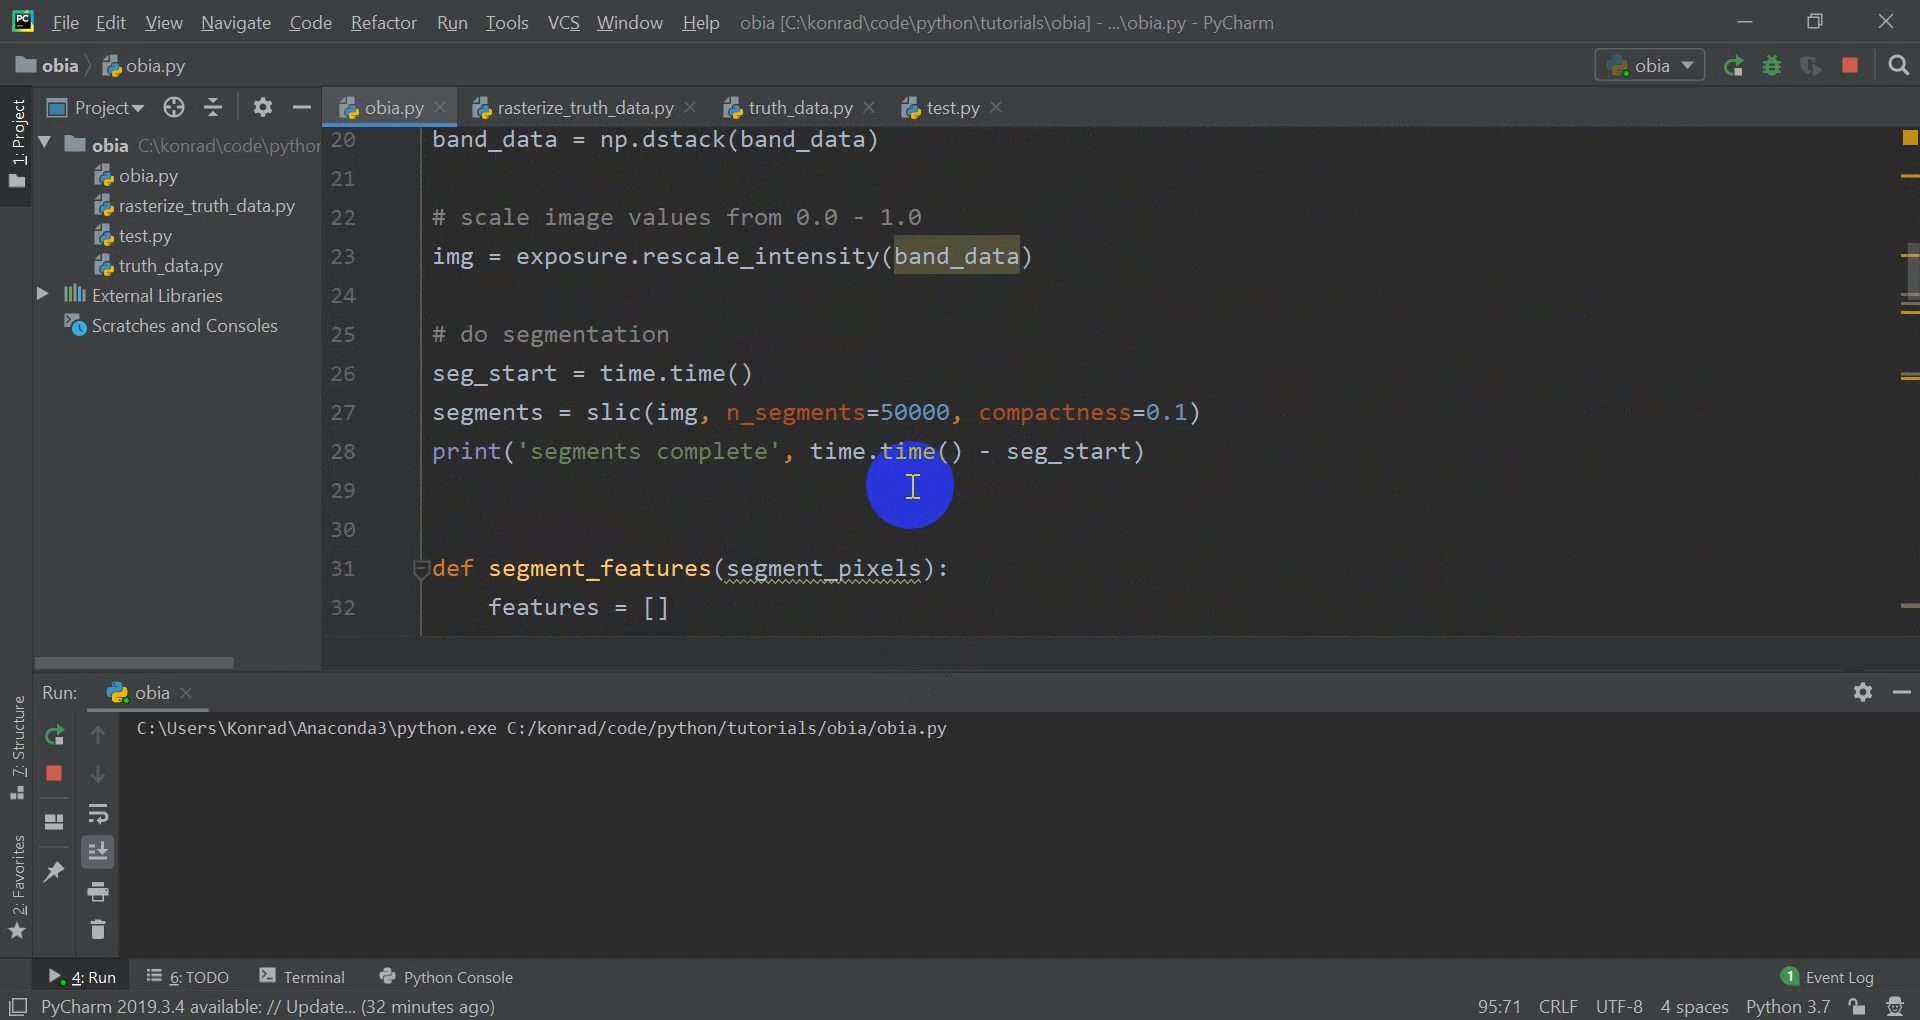 File Edit View Navigate Code Refactor Run Tools VCS Window Help obia [C:\konrad\code\python\tutorials\obia] - ...\obia.py - PyCharm
obia obia.py obia
1: Project
Project obia.py rasterize_truth_data.py truth_data.py test.py
obia C:\konrad\code\python
obia.py
rasterize_truth_data.py
test.py
truth_data.py
External Libraries
Scratches and Consoles
20 band_data = np.dstack(band_data)
21
22 # scale image values from 0.0 - 1.0
23 img = exposure.rescale_intensity(band_data)
24
25 # do segmentation
26 seg_start = time.time()
27 segments = slic(img, n_segments=50000, compactness=0.1)
28 print('segments complete', time.time() - seg_start)
29
30
31 def segment_features(segment_pixels):
32 features = []
Run: obia
C:\Users\Konrad\Anaconda3\python.exe C:/konrad/code/python/tutorials/obia/obia.py
7: Structure
2: Favorites
4: Run 6: TODO Terminal Python Console 1 Event Log
PyCharm 2019.3.4 available: // Update... (32 minutes ago) 95:71 CRLF UTF-8 4 spaces Python 3.7